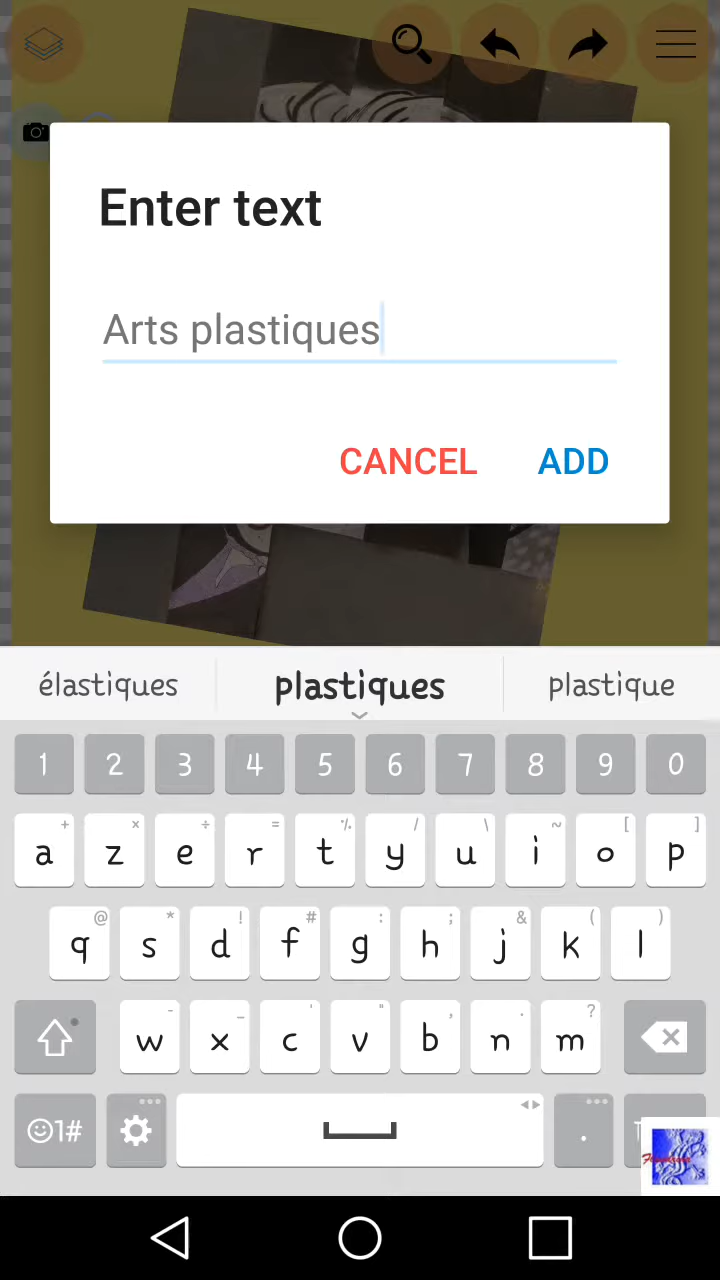 Enter text
Arts plastiques
CANCEL ADD
élastiques plastiques plastique
1 2 3 4 5 6 7 8 9 0
+ × ÷ = % / \ ~ [ ]
a z e r t y u i o p
@ * ! # : ; & ( )
q s d f g h j k l
- _ ' " , . ?
w x c v b n m
1# .